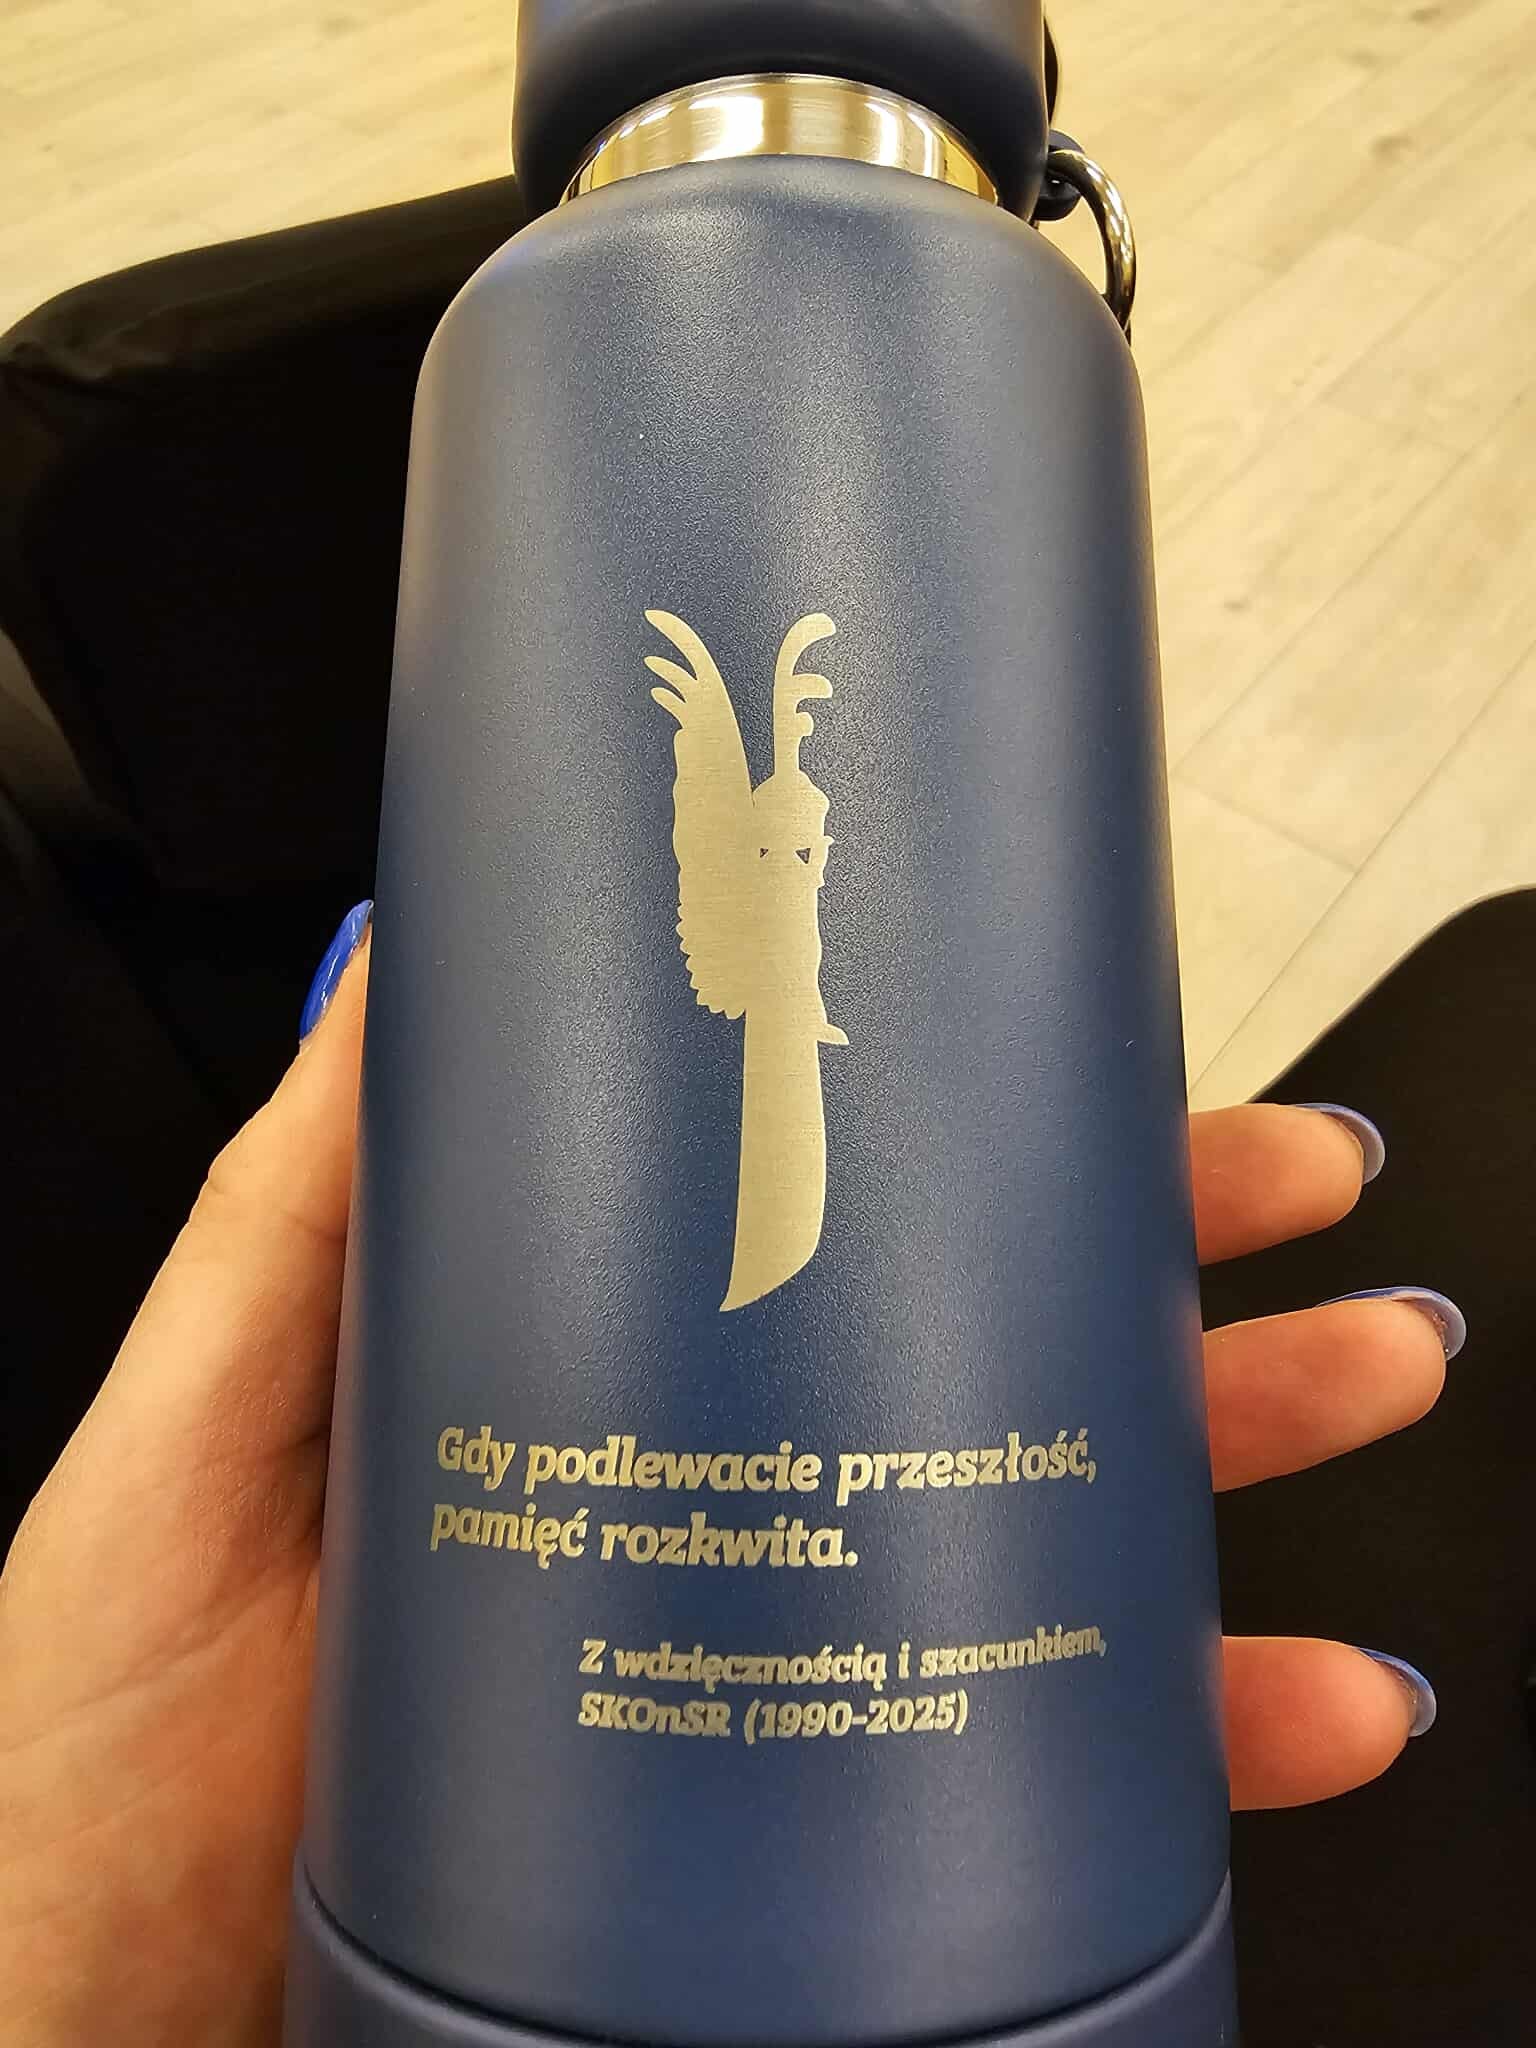 Gdy podlewacie przeszłość,
pamięć rozkwita.
Z wdzięcznością i szacunkiem,
SKOnSR (1990-2025)